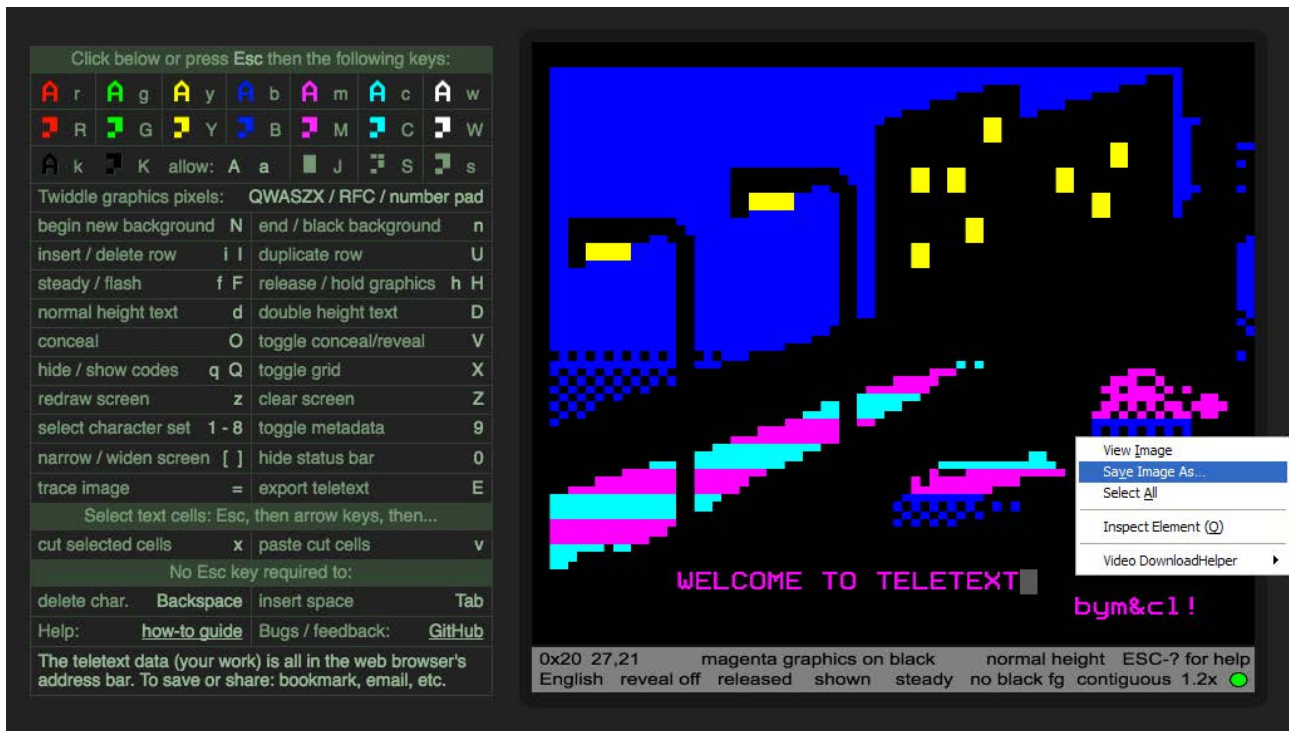 Click below or press Esc then the following keys:
A r A g A y A b A m A c A w
R G Y B M C W
A k K allow: A a J S s
Twiddle graphics pixels: QWASZX / RFC / number pad
begin new background N end / black background n
insert / delete row i I duplicate row U
steady / flash f F release / hold graphics h H
normal height text d double height text D
conceal O toggle conceal/reveal V
hide / show codes q Q toggle grid X
redraw screen z clear screen Z
select character set 1 - 8 toggle metadata 9
narrow / widen screen [ ] hide status bar 0
trace image = export teletext E
Select text cells: Esc, then arrow keys, then...
cut selected cells x paste cut cells v
No Esc key required to:
delete char. Backspace insert space Tab
Help: how-to guide Bugs / feedback: GitHub
The teletext data (your work) is all in the web browser's
address bar. To save or share: bookmark, email, etc.
WELCOME TO TELETEXT
bym&cl!
View Image
Save Image As...
Select All
Inspect Element (Q)
Video DownloadHelper
0x20 27,21 magenta graphics on black normal height ESC-? for help
English reveal off released shown steady no black fg contiguous 1.2x